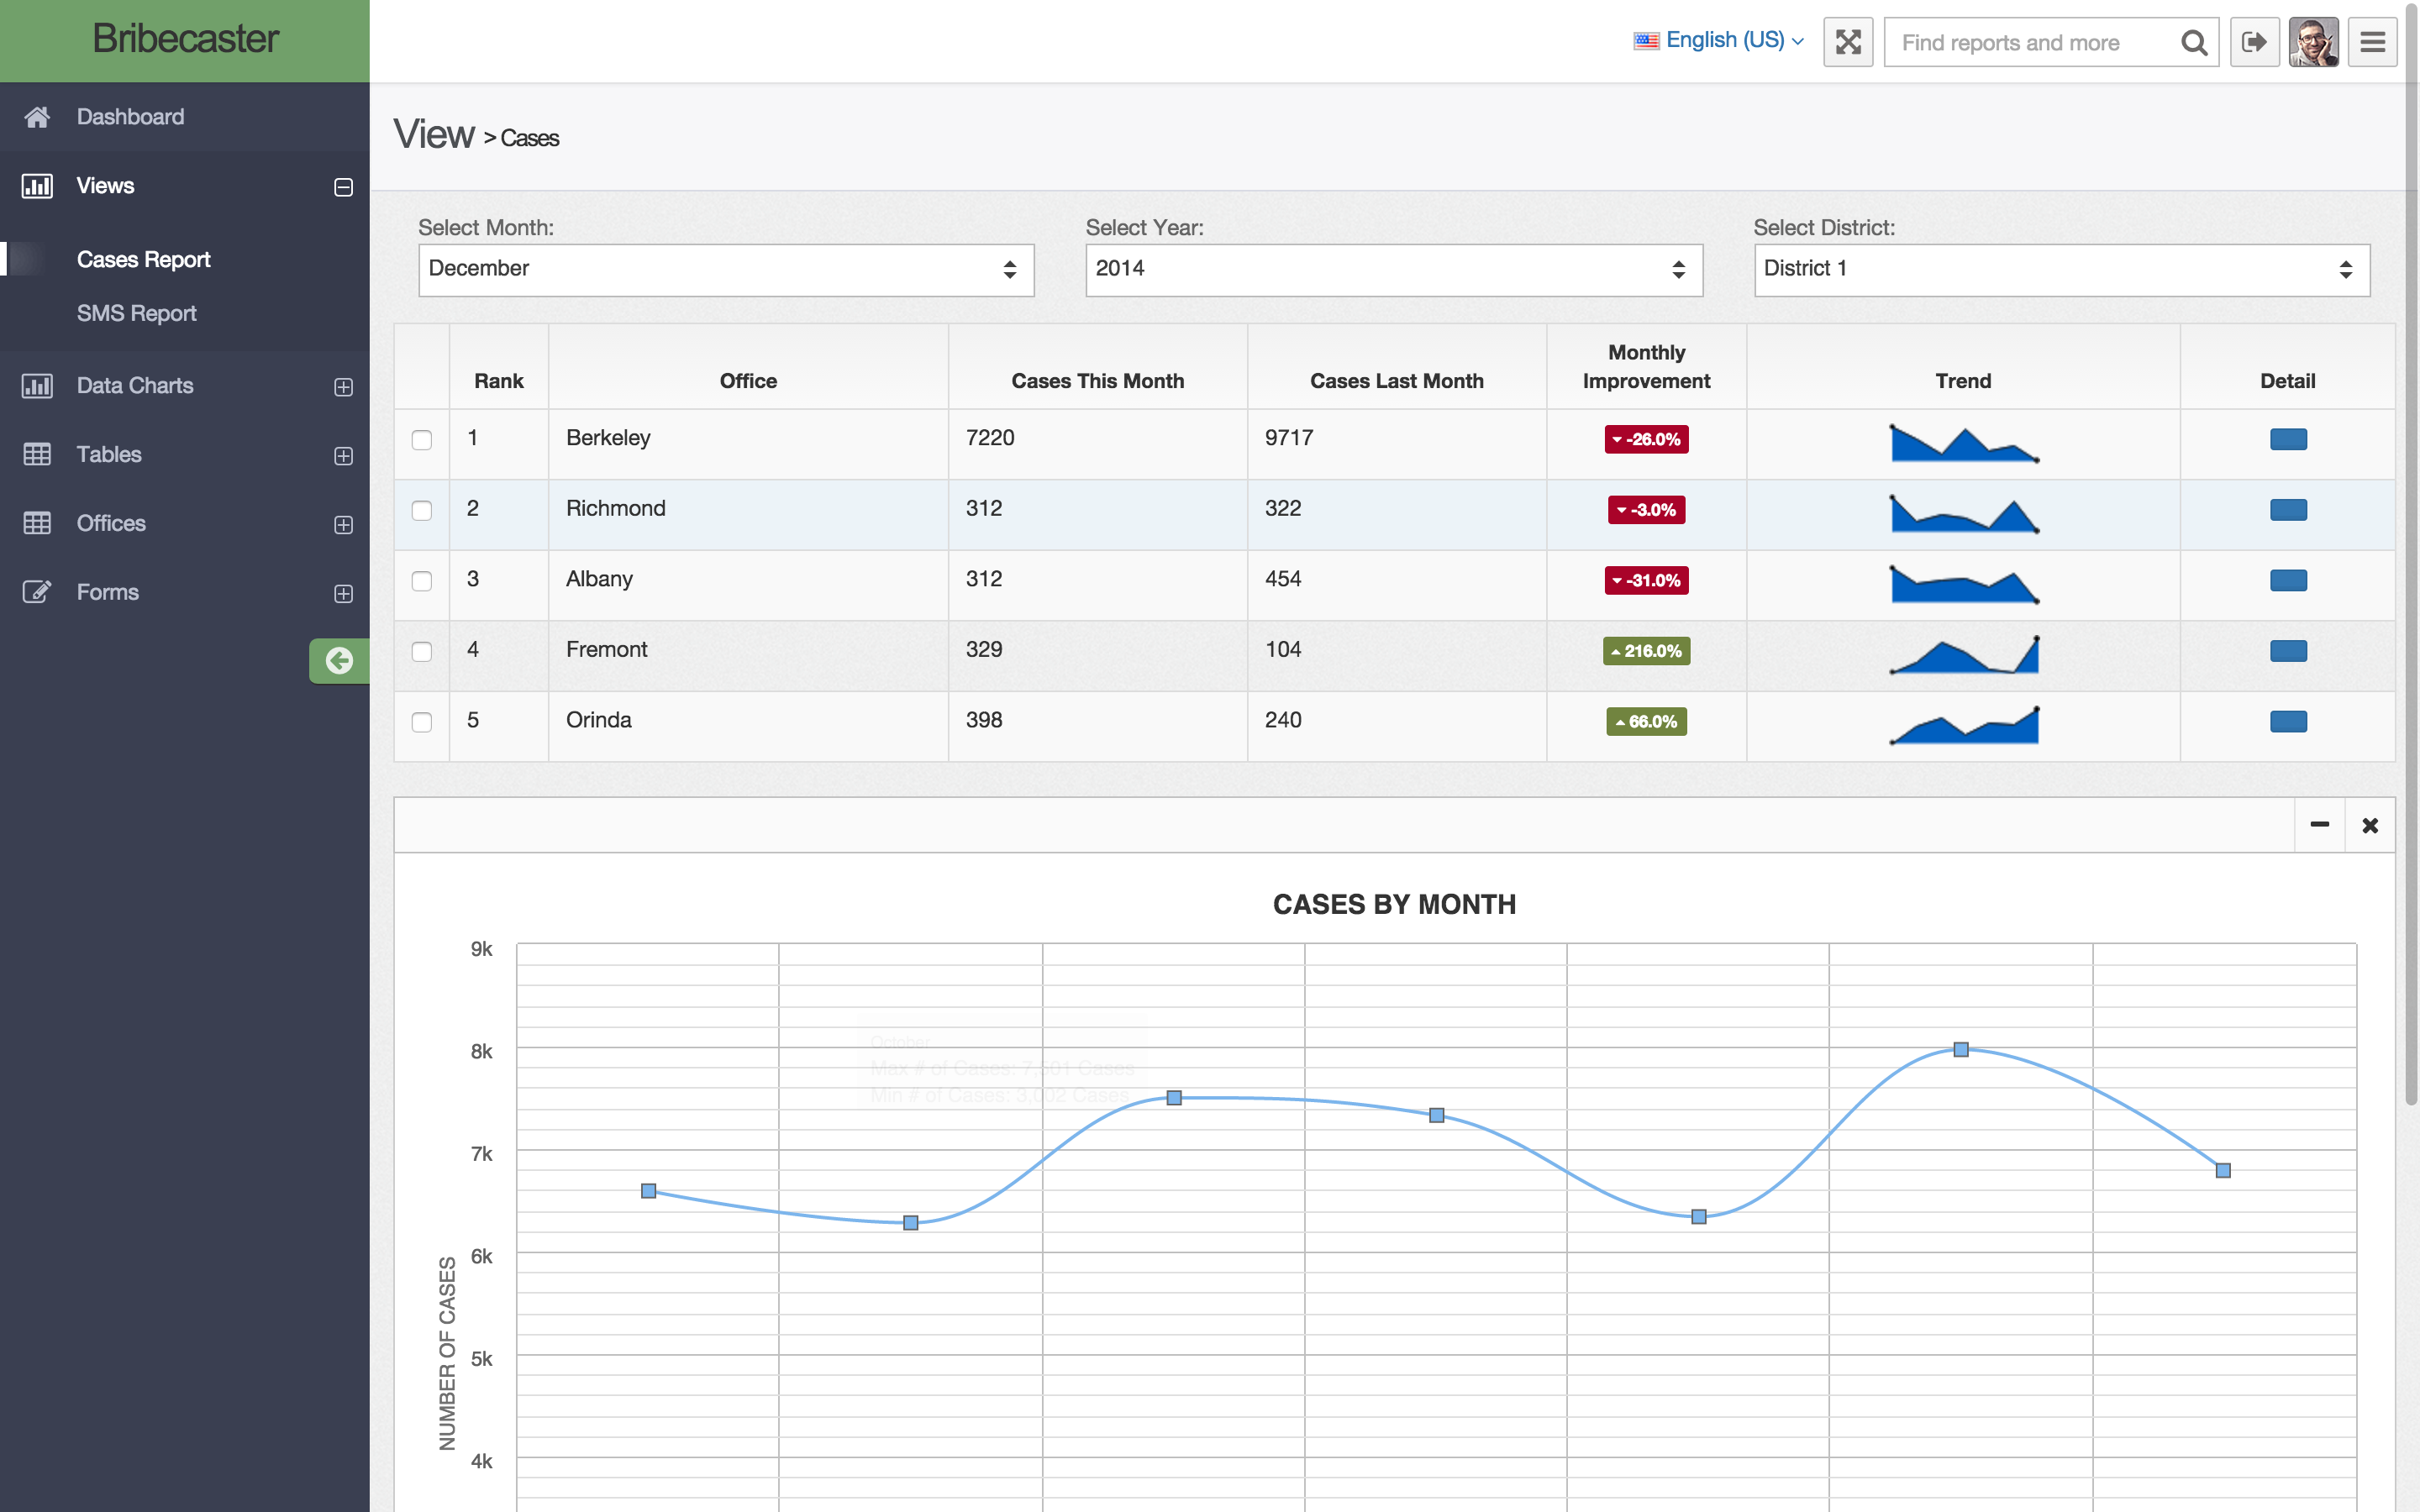 Bribecaster
English (US)
Find reports and more
Dashboard
Views
Cases Report
SMS Report
Data Charts
Tables
Offices
Forms
View > Cases
Select Month:
Select Year:
Select District:
December
2014
District 1
Rank Office Cases This Month Cases Last Month Monthly Improvement Trend Detail
1 Berkeley 7220 9717 -26.0%
2 Richmond 312 322 -3.0%
3 Albany 312 454 -31.0%
4 Fremont 329 104 216.0%
5 Orinda 398 240 66.0%
CASES BY MONTH
9k
8k
7k
6k
5k
4k
NUMBER OF CASES
October
Max # of Cases: 7,501 Cases
Min # of Cases: 3,002 Cases